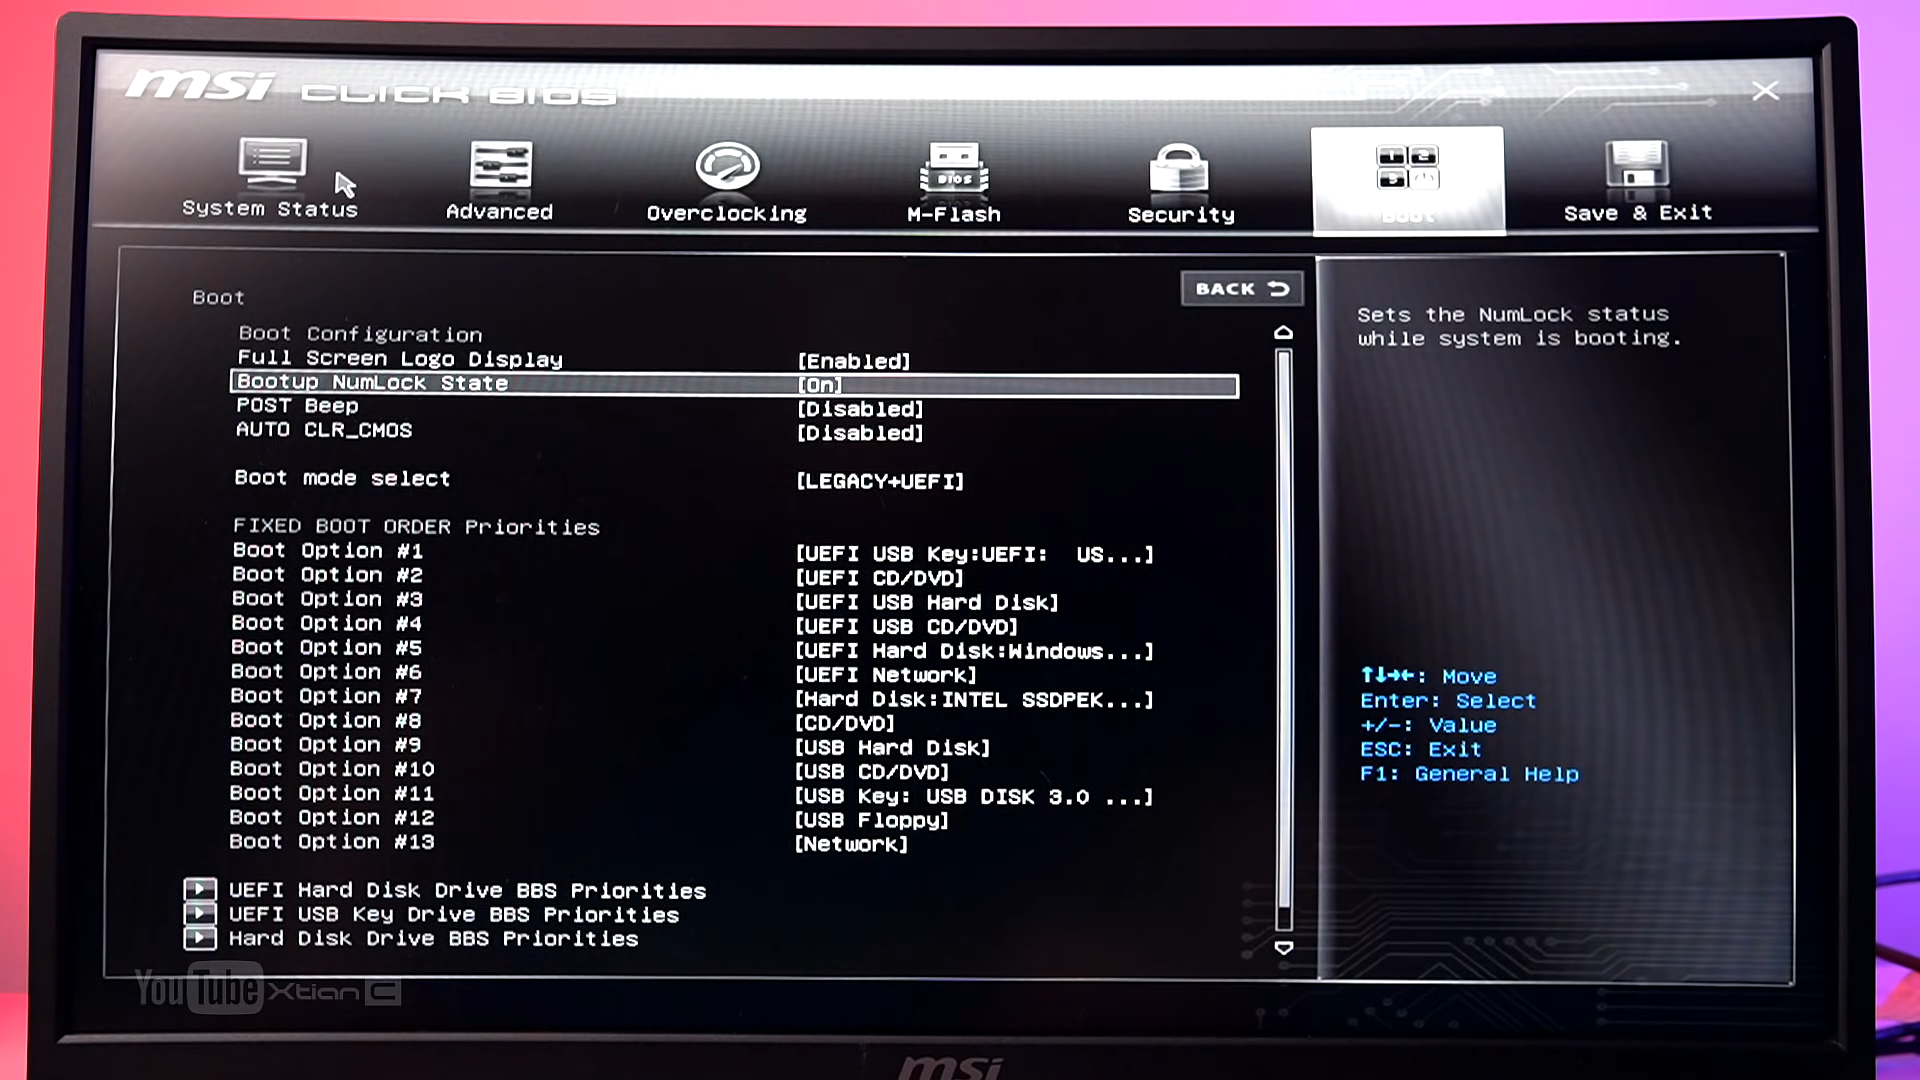 msi CLICK BIOS
System Status
Advanced
Overclocking
BIOS
M-Flash
Security
1 2
3
Boot
Save & Exit
Boot
BACK
Boot Configuration
Full Screen Logo Display [Enabled]
Bootup NumLock State [On]
POST Beep [Disabled]
AUTO CLR_CMOS [Disabled]
Boot mode select [LEGACY+UEFI]
FIXED BOOT ORDER Priorities
Boot Option #1 [UEFI USB Key:UEFI: US...]
Boot Option #2 [UEFI CD/DVD]
Boot Option #3 [UEFI USB Hard Disk]
Boot Option #4 [UEFI USB CD/DVD]
Boot Option #5 [UEFI Hard Disk:Windows...]
Boot Option #6 [UEFI Network]
Boot Option #7 [Hard Disk:INTEL SSDPEK...]
Boot Option #8 [CD/DVD]
Boot Option #9 [USB Hard Disk]
Boot Option #10 [USB CD/DVD]
Boot Option #11 [USB Key: USB DISK 3.0 ...]
Boot Option #12 [USB Floppy]
Boot Option #13 [Network]
UEFI Hard Disk Drive BBS Priorities
UEFI USB Key Drive BBS Priorities
Hard Disk Drive BBS Priorities
Sets the NumLock status
while system is booting.
↑↓→←: Move
Enter: Select
+/-: Value
ESC: Exit
F1: General Help
YouTube Xtian C
msi